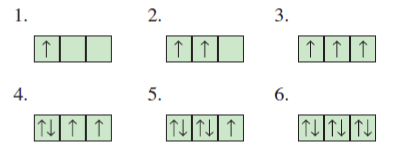 1. 2. 3.
↑ ↑ ↑ ↑ ↑ ↑
4. 5. 6.
↑↓ ↑ ↑ ↑↓ ↑↓ ↑ ↑↓ ↑↓ ↑↓